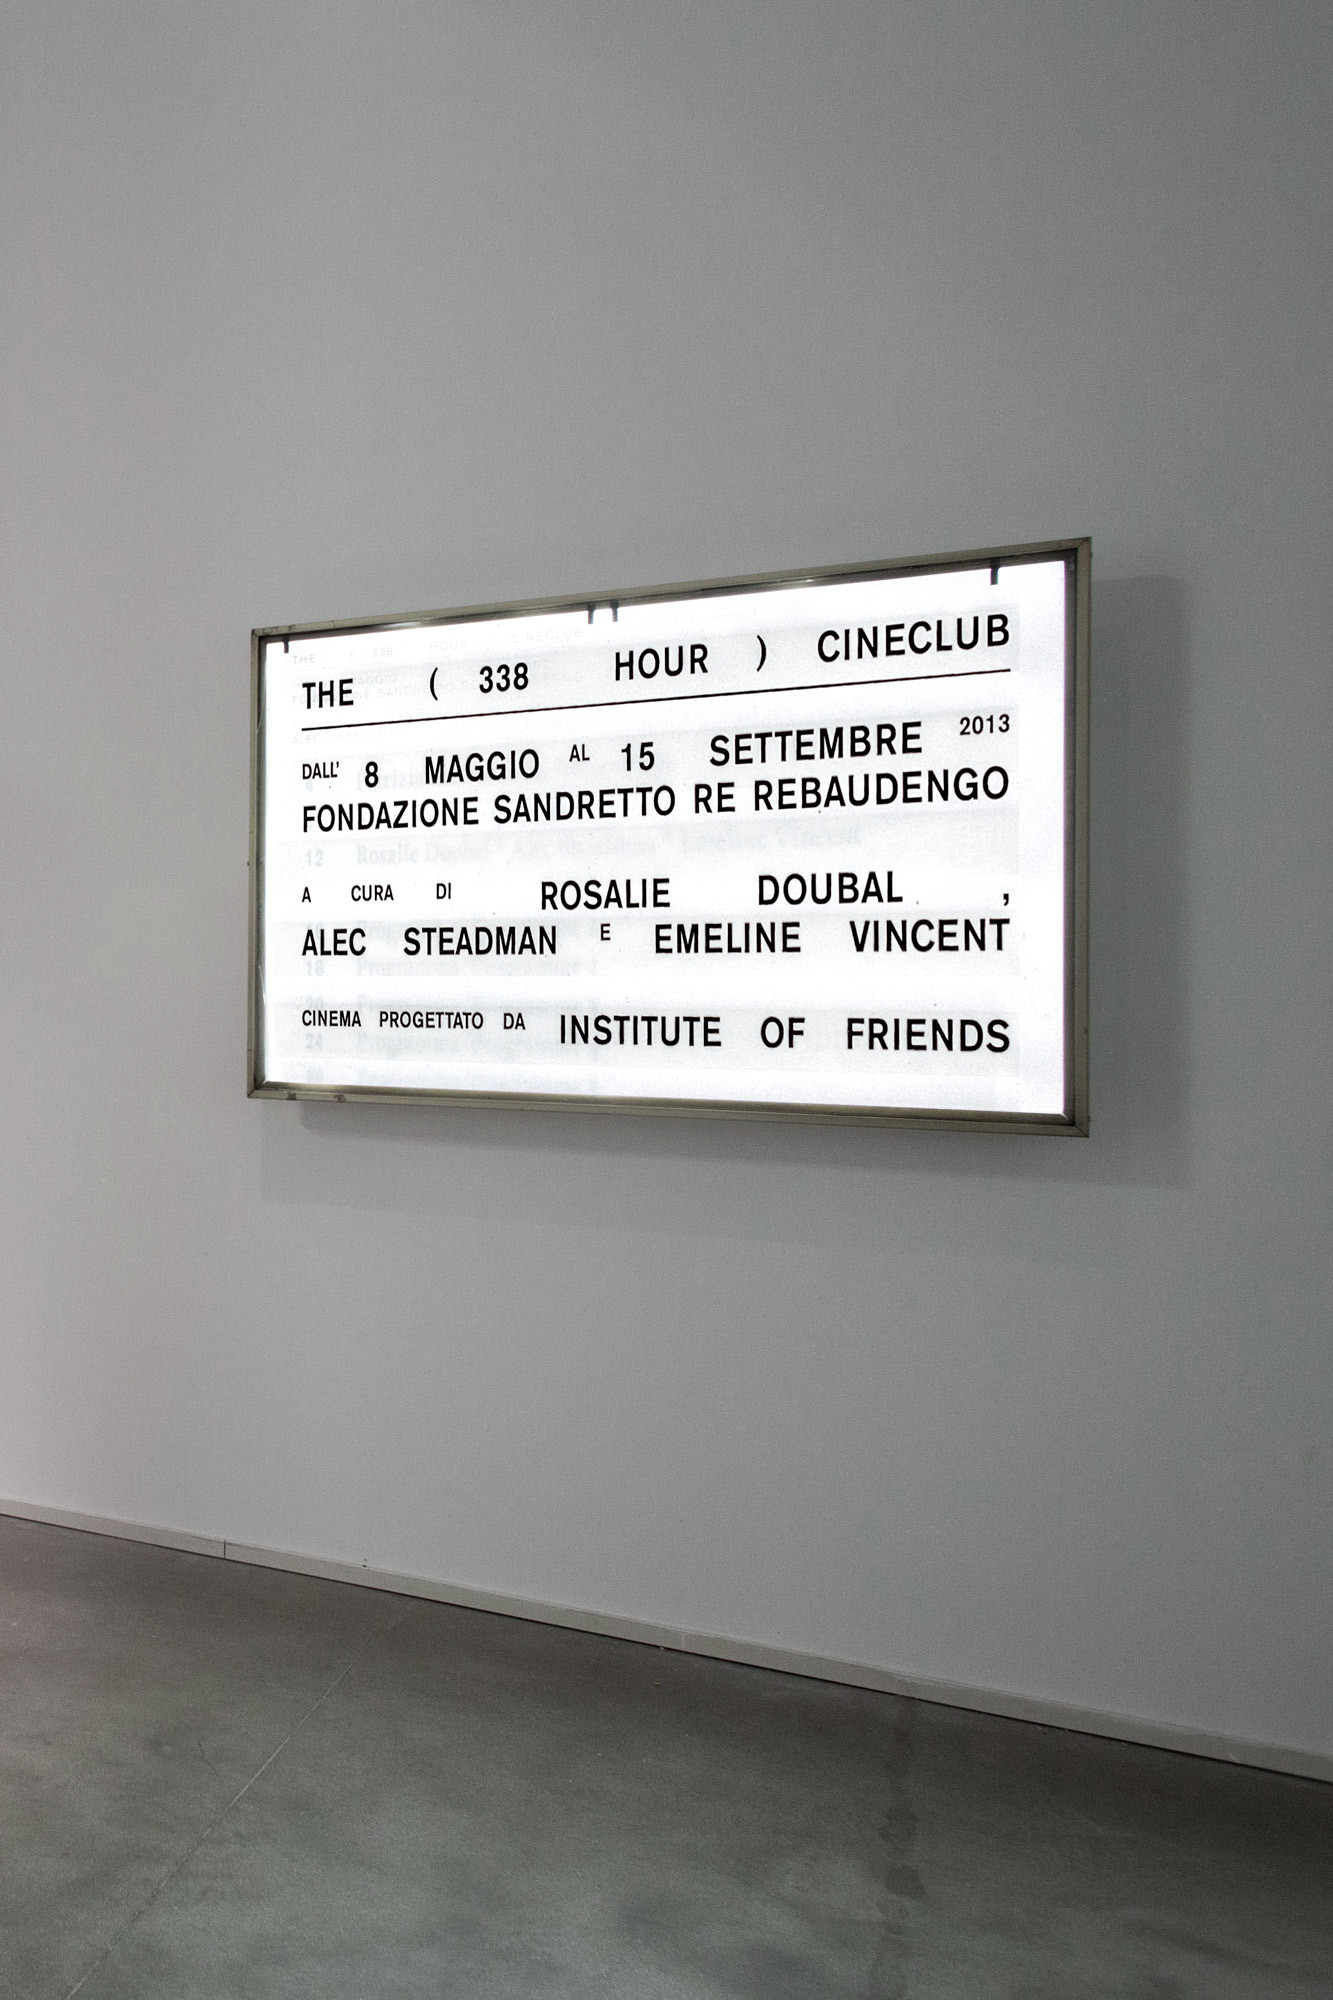 THE ( 338 HOUR ) CINECLUB
DALL' 8 MAGGIO AL 15 SETTEMBRE 2013
FONDAZIONE SANDRETTO RE REBAUDENGO
A CURA DI ROSALIE DOUBAL ,
ALEC STEADMAN E EMELINE VINCENT
CINEMA PROGETTATO DA INSTITUTE OF FRIENDS